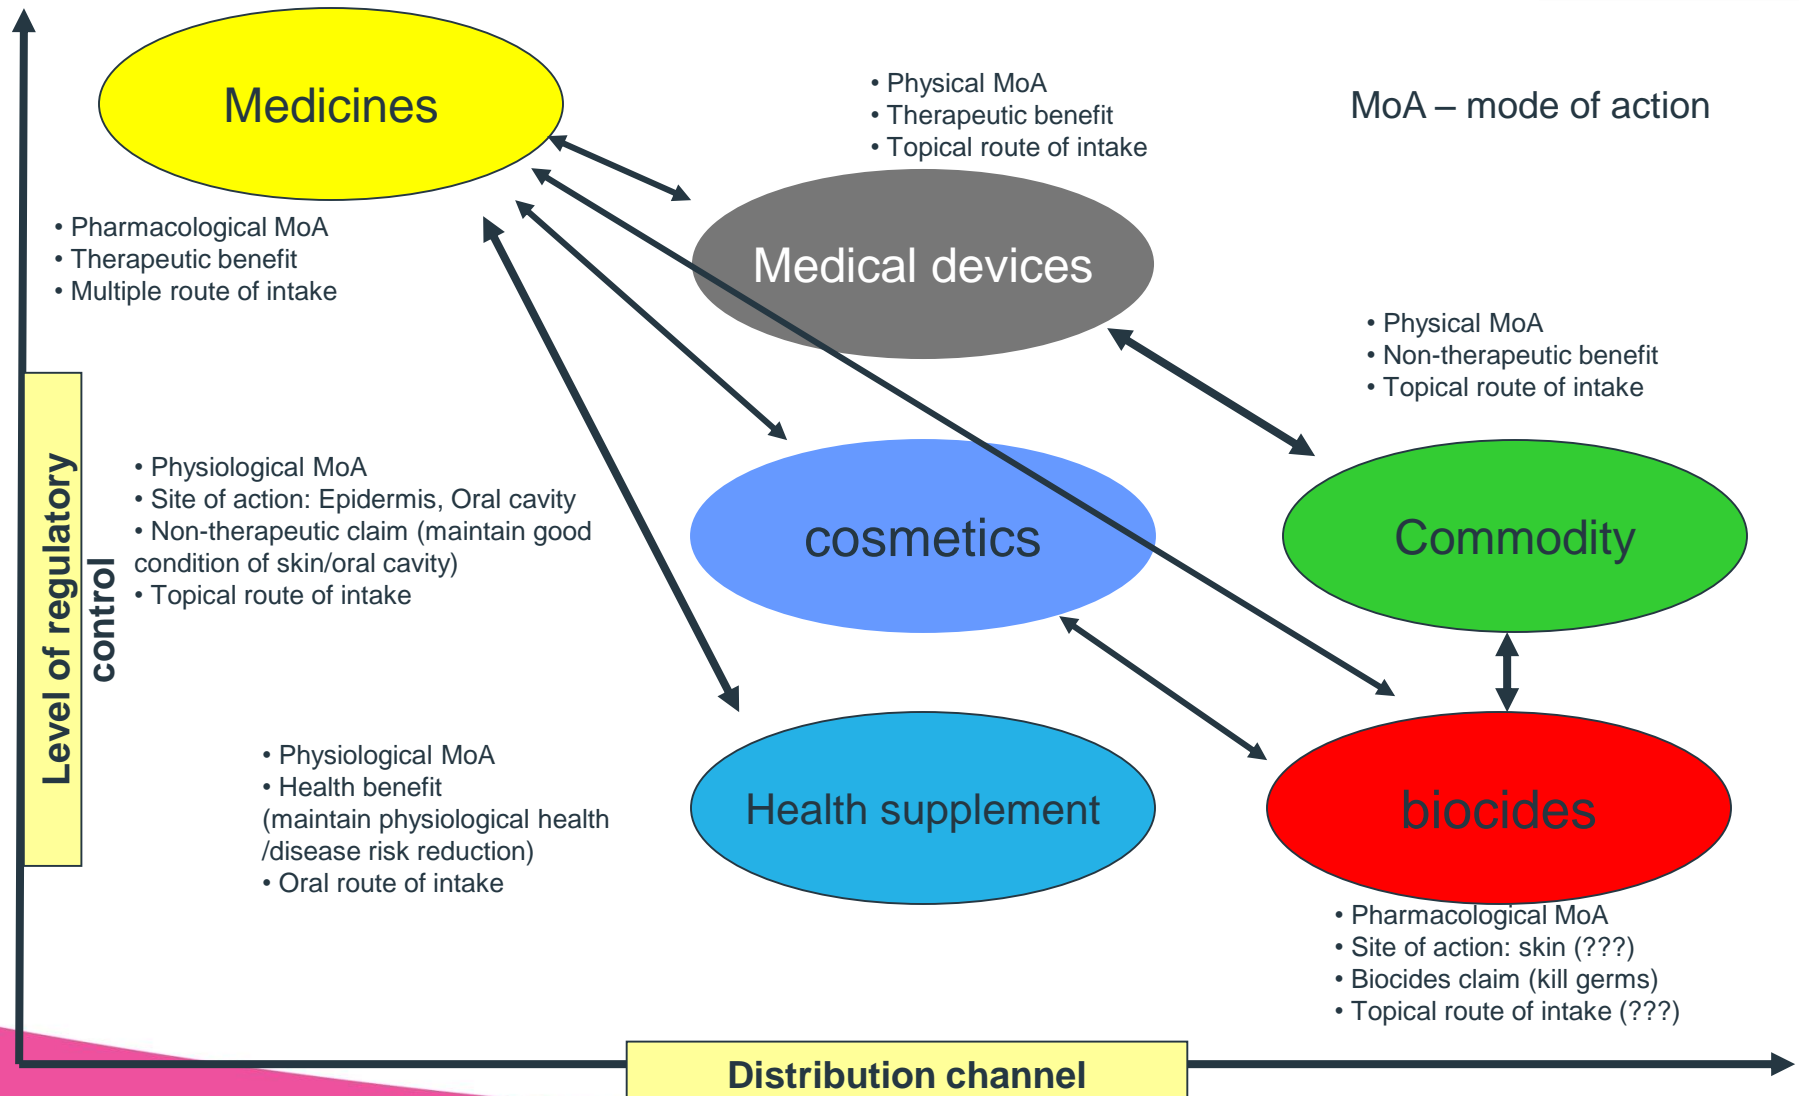 Medicines
• Physical MoA
• Therapeutic benefit
• Topical route of intake
MoA – mode of action
• Pharmacological MoA
• Therapeutic benefit
• Multiple route of intake
Medical devices
• Physical MoA
• Non-therapeutic benefit
• Topical route of intake
Level of regulatory
control
• Physiological MoA
• Site of action: Epidermis, Oral cavity
• Non-therapeutic claim (maintain good
condition of skin/oral cavity)
• Topical route of intake
cosmetics
Commodity
• Physiological MoA
• Health benefit
(maintain physiological health
/disease risk reduction)
• Oral route of intake
Health supplement
biocides
• Pharmacological MoA
• Site of action: skin (???)
• Biocides claim (kill germs)
• Topical route of intake (???)
Distribution channel